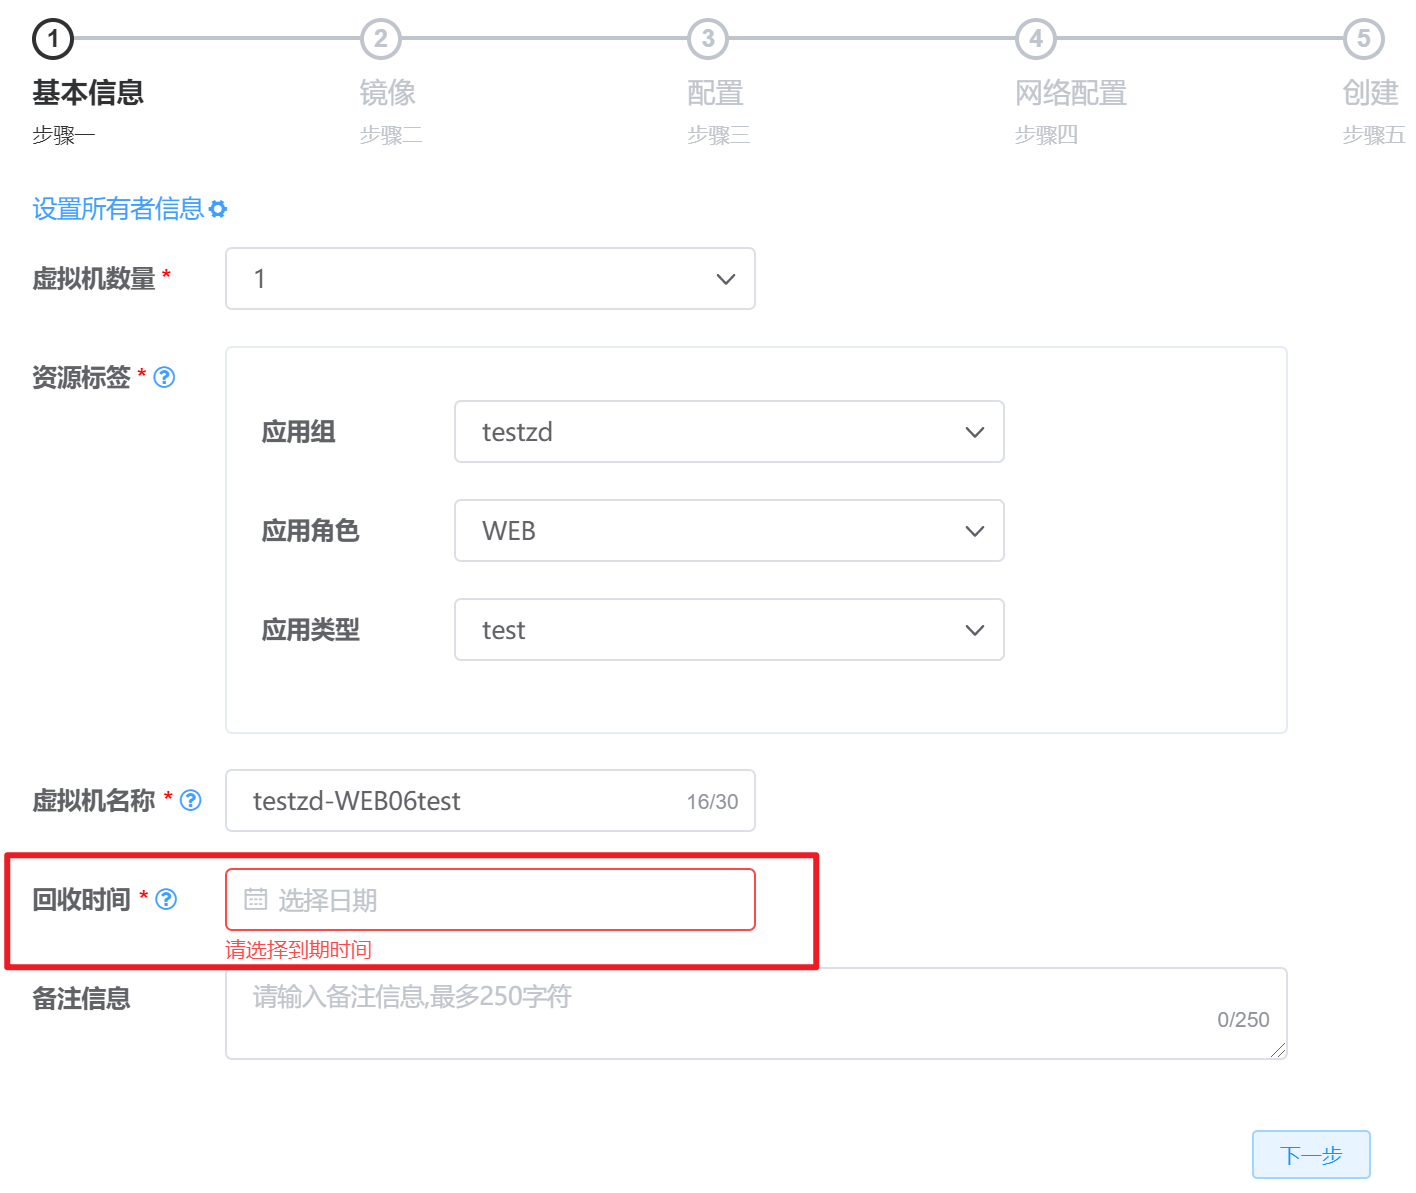 1 2 3 4 5
基本信息 镜像 配置 网络配置 创建
步骤一 步骤二 步骤三 步骤四 步骤五
设置所有者信息
虚拟机数量 * 1
资源标签 * ?
应用组 testzd
应用角色 WEB
应用类型 test
虚拟机名称 * ? testzd-WEB06test 16/30
回收时间 * ? 选择日期
请选择到期时间
备注信息 请输入备注信息,最多250字符
0/250
下一步